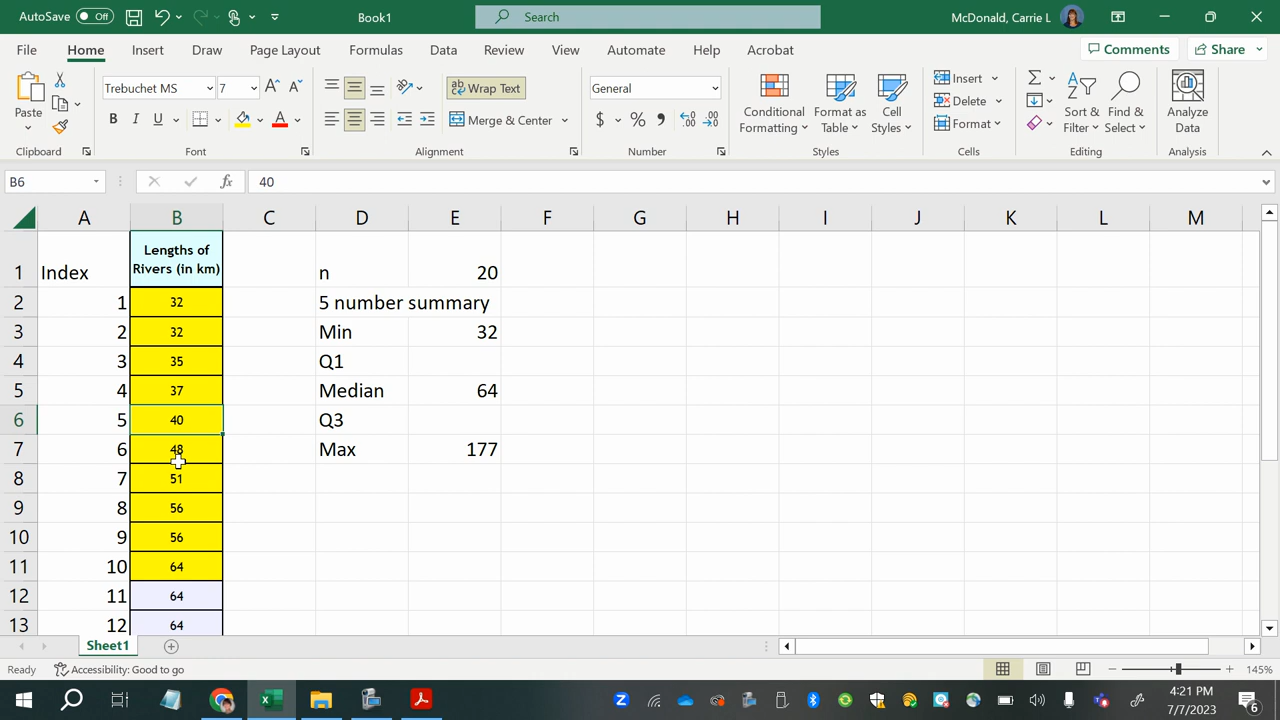 AutoSave Off Book1 Search McDonald, Carrie L
File Home Insert Draw Page Layout Formulas Data Review View Automate Help Acrobat Comments Share
Paste
Clipboard
Trebuchet MS 7
B I U A
Font
ab Wrap Text
Merge & Center
Alignment
General
$ % 9
Number
Conditional Formatting
Format as Table
Cell Styles
Styles
Insert
Delete
Format
Cells
Sort & Filter
Find & Select
Editing
Analyze Data
Analysis
B6 fx 40
A B C D E F G H I J K L M
1 Index Lengths of Rivers (in km) n 20
2 1 32 5 number summary
3 2 32 Min 32
4 3 35 Q1
5 4 37 Median 64
6 5 40 Q3
7 6 48 Max 177
8 7 51
9 8 56
10 9 56
11 10 64
12 11 64
13 12 64
Sheet1
Ready Accessibility: Good to go 145%
4:21 PM
7/7/2023
6